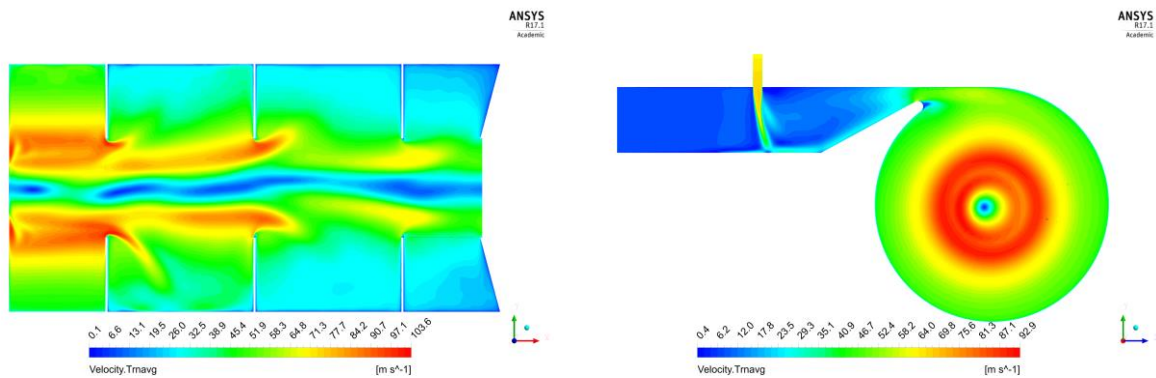 ANSYS
R17.1
Academic
0.1 6.6 13.1 19.5 26.0 32.5 38.9 45.4 51.9 58.3 64.8 71.3 77.7 84.2 90.7 97.1 103.6
Velocity.Trnavg [m s^-1]
ANSYS
R17.1
Academic
0.4 6.2 12.0 17.8 23.5 29.3 35.1 40.9 46.7 52.4 58.2 64.0 69.8 75.6 81.3 87.1 92.9
Velocity.Trnavg [m s^-1]